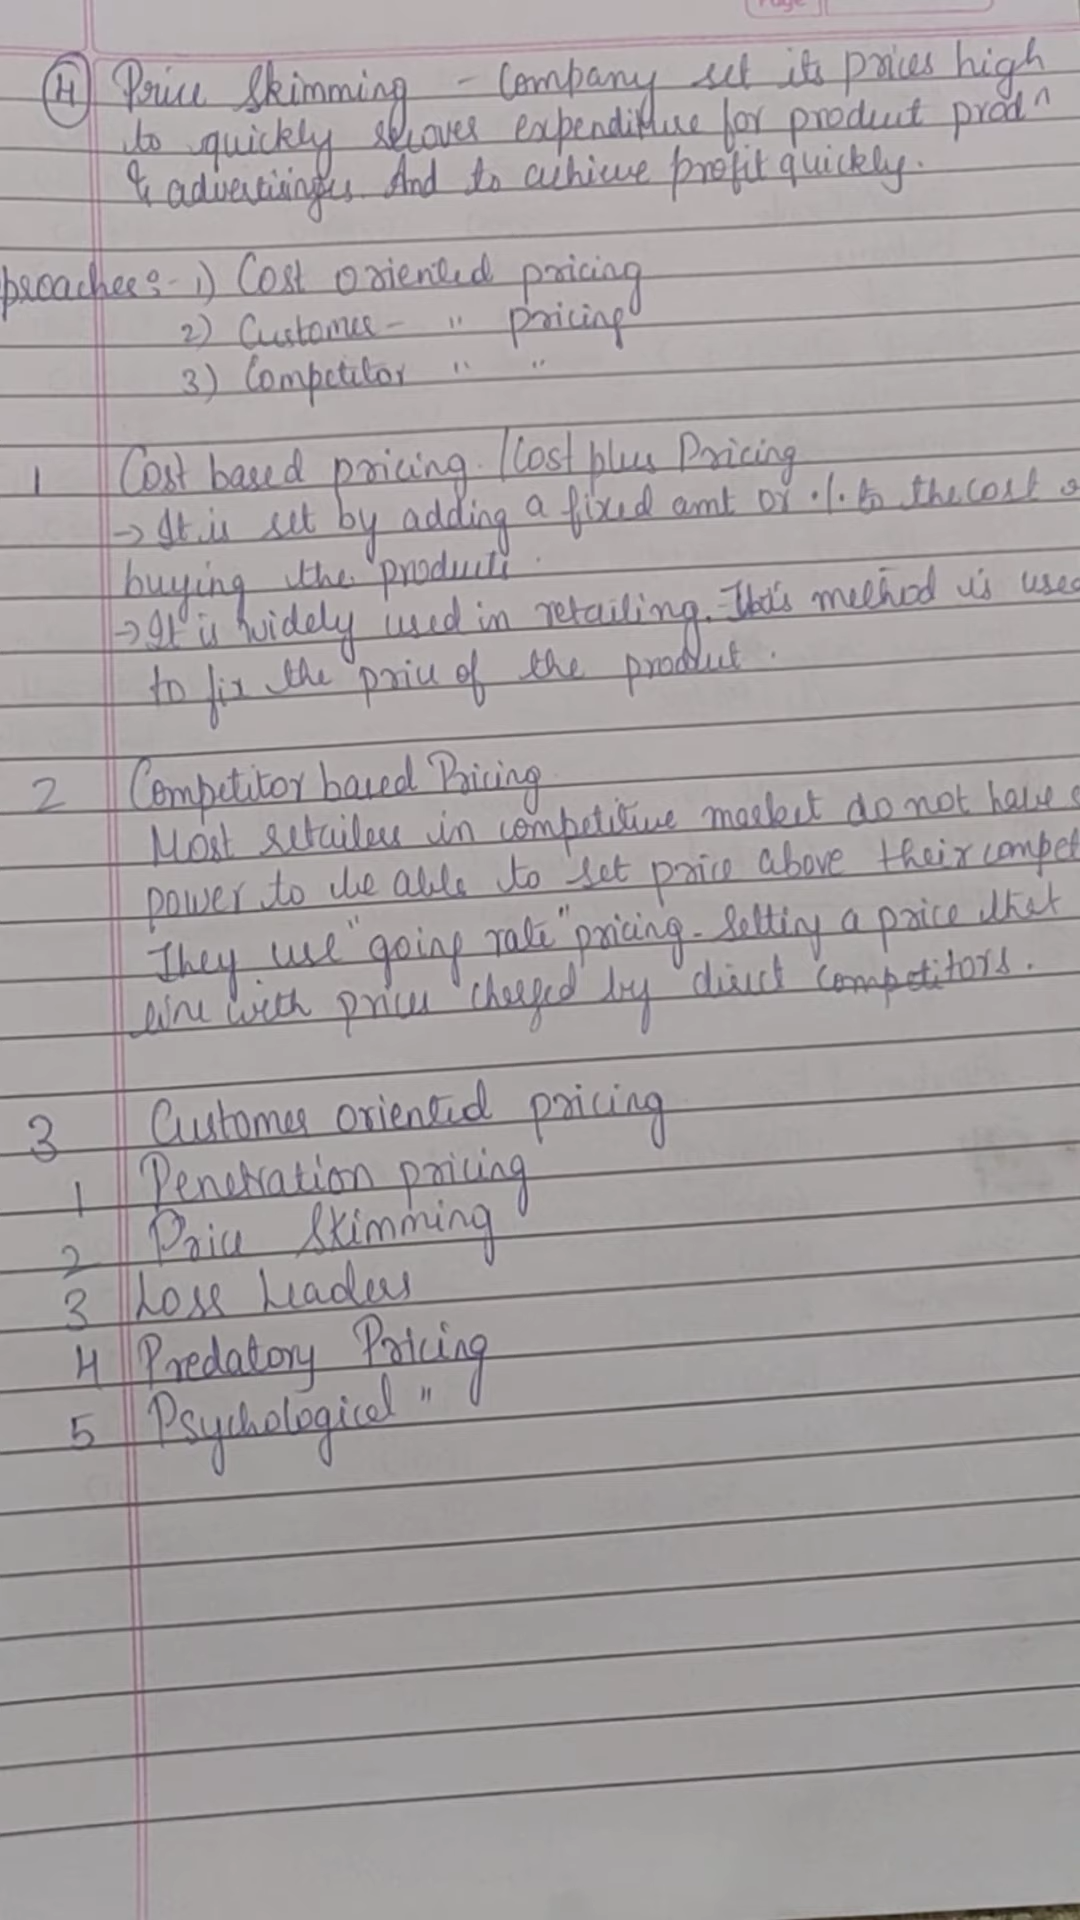 Page
(4) Price Skimming - Company set its prices high
to quickly recover expenditure for product prodⁿ
& advertising. And to achieve profit quickly.
proaches:- 1) Cost oriented pricing
2) Customer - " pricing
3) Competitor " "
1 Cost based pricing. / Cost plus Pricing
→ It is set by adding a fixed amt or % to the cost o
buying the product.
→ It is widely used in retailing. This method is used
to fix the price of the product.
2 Competitor based Pricing
Most retailers in competitive market do not have
power to be able to set price above their compet
They use "going rate" pricing - Setting a price that
line with prices charged by direct competitors.
3 Customer oriented pricing
1 Penetration pricing
2 Price Skimming
3 Loss Leaders
4 Predatory Pricing
5 Psychological "